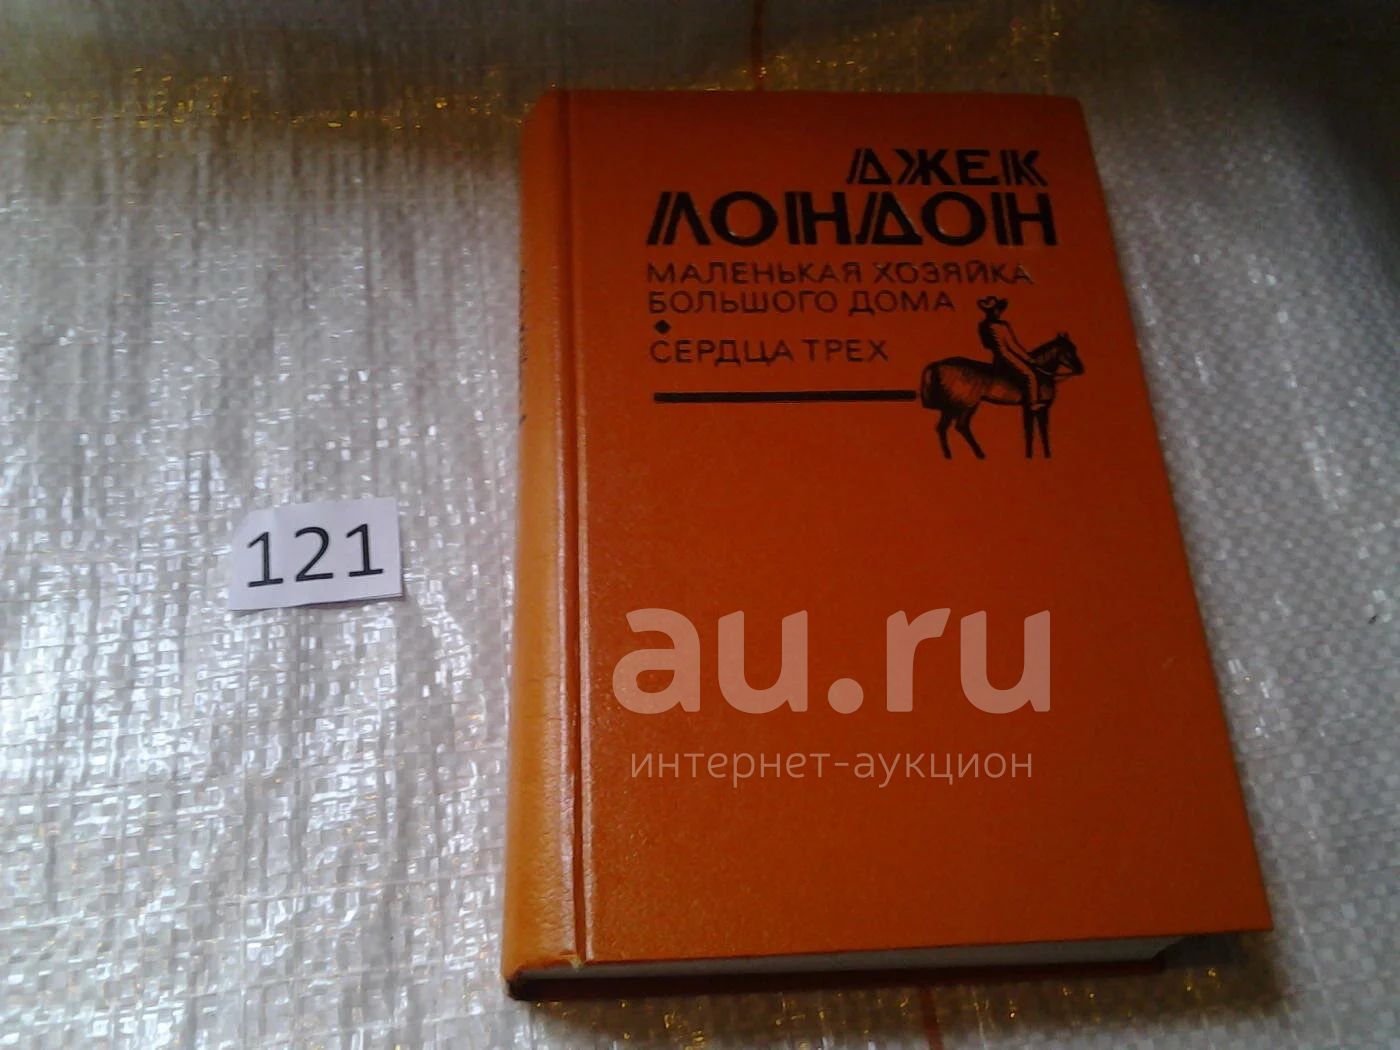 ДЖЕК
ЛОНДОН
МАЛЕНЬКАЯ ХОЗЯЙКА
БОЛЬШОГО ДОМА
СЕРДЦА ТРЕХ
121
au.ru
интернет-аукцион